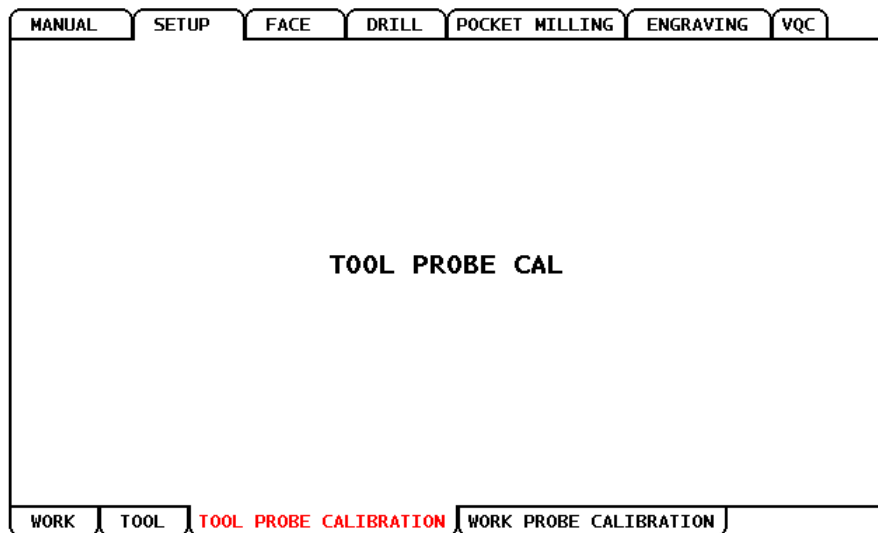 MANUAL SETUP FACE DRILL POCKET MILLING ENGRAVING VQC
TOOL PROBE CAL
WORK TOOL TOOL PROBE CALIBRATION WORK PROBE CALIBRATION